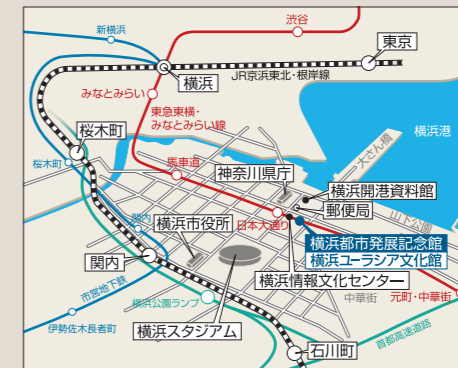 渋谷
新横浜
東京
横浜
JR京浜東北・根岸線
みなとみらい
東急東横・
みなとみらい線
桜木町
桜木町
馬車道
神奈川県庁
大さん橋
横浜港
横浜開港資料館
郵便局
山下公園
関内
横浜市役所
日本大通り
横浜都市発展記念館
横浜ユーラシア文化館
関内
横浜情報文化センター
市営地下鉄
横浜公園ランプ
中華街
元町・中華街
伊勢佐木長者町
横浜スタジアム
石川町
首都高速道路